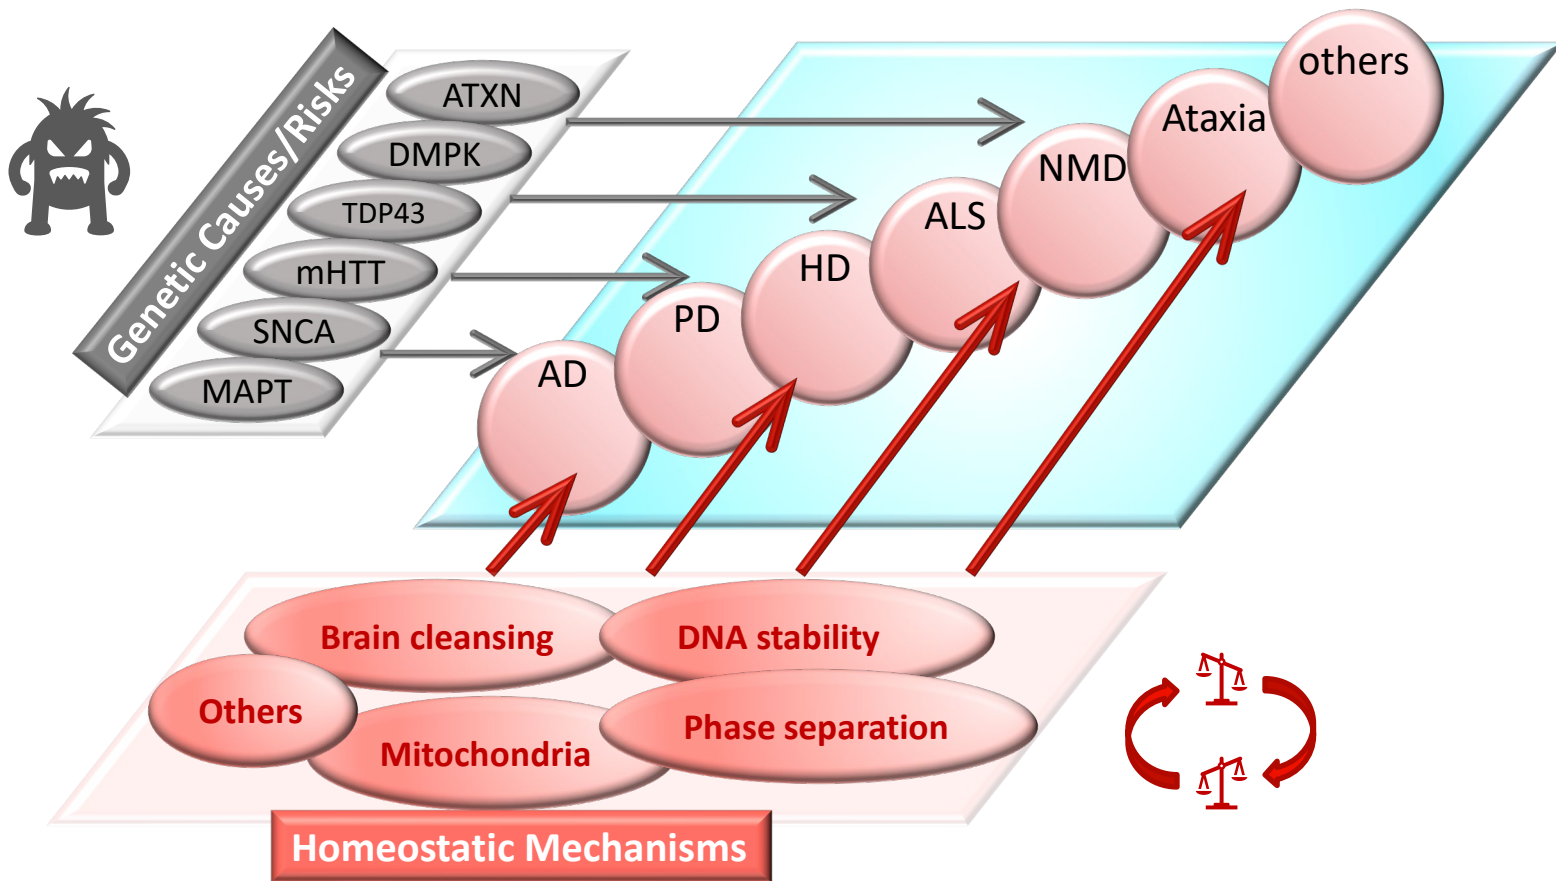 Genetic Causes/Risks
ATXN
DMPK
TDP43
mHTT
SNCA
MAPT
others
Ataxia
NMD
ALS
HD
PD
AD
Brain cleansing
DNA stability
Others
Mitochondria
Phase separation
Homeostatic Mechanisms